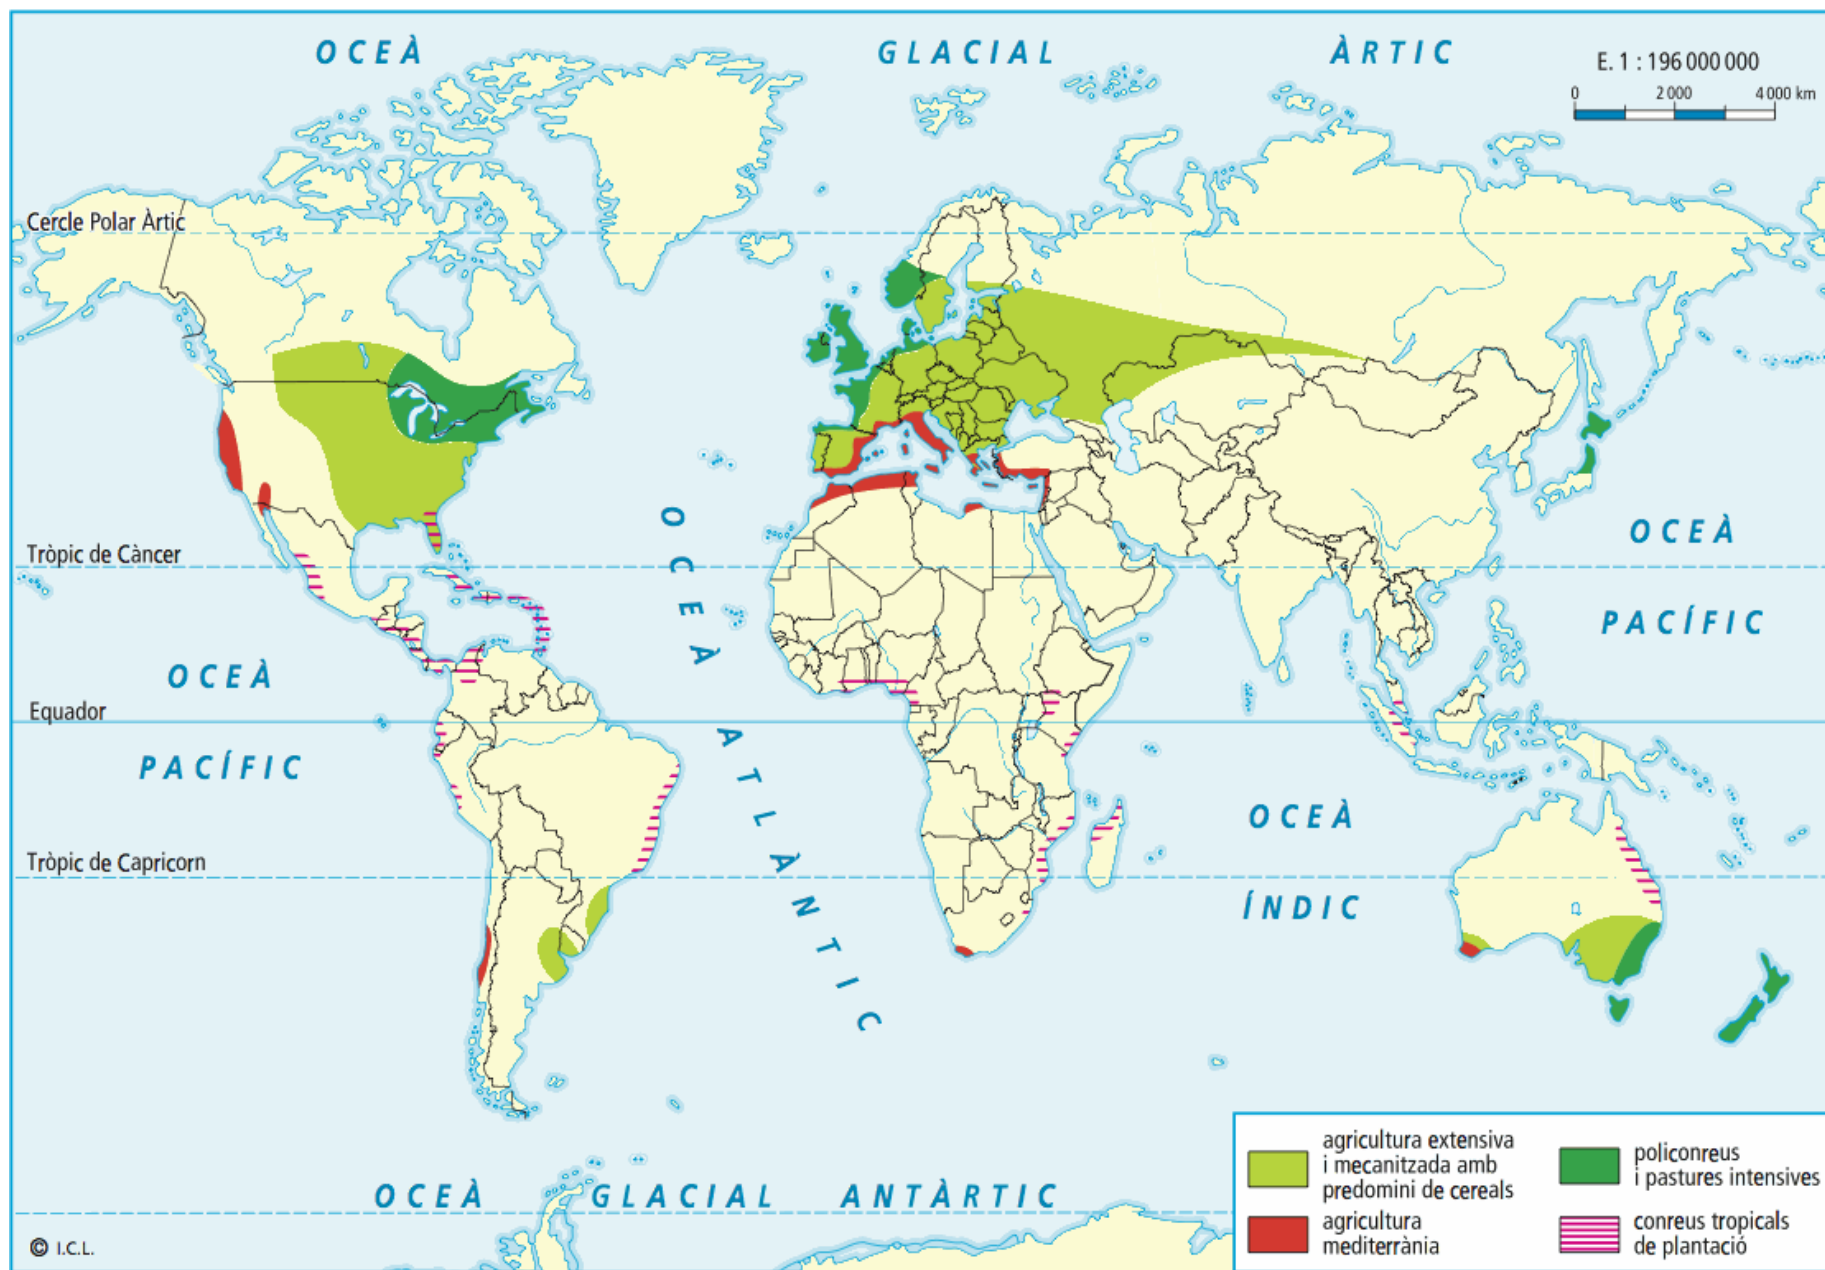 OCEÀ GLACIAL ÀRTIC
E. 1 : 196 000 000
0 2 000 4 000 km
Cercle Polar Àrtic
Tròpic de Càncer
OCEÀ
PACÍFIC
OCEÀ ATLÀNTIC
OCEÀ
PACÍFIC
Equador
OCEÀ
ÍNDIC
Tròpic de Capricorn
OCEÀ GLACIAL ANTÀRTIC
agricultura extensiva
i mecanitzada amb
predomini de cereals
agricultura
mediterrània
policonreus
i pastures intensives
conreus tropicals
de plantació
© I.C.L.